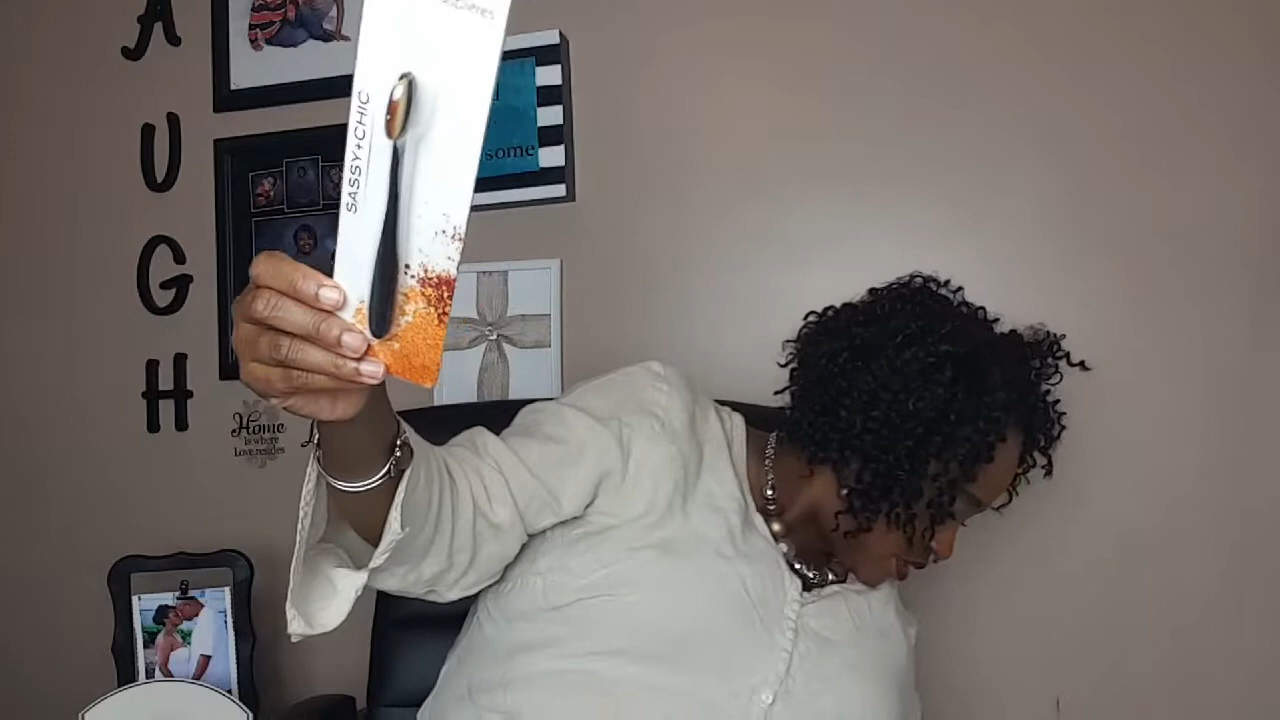 A
U
G
H
SASSY+CHIC
some
Home
Is where
Love resides